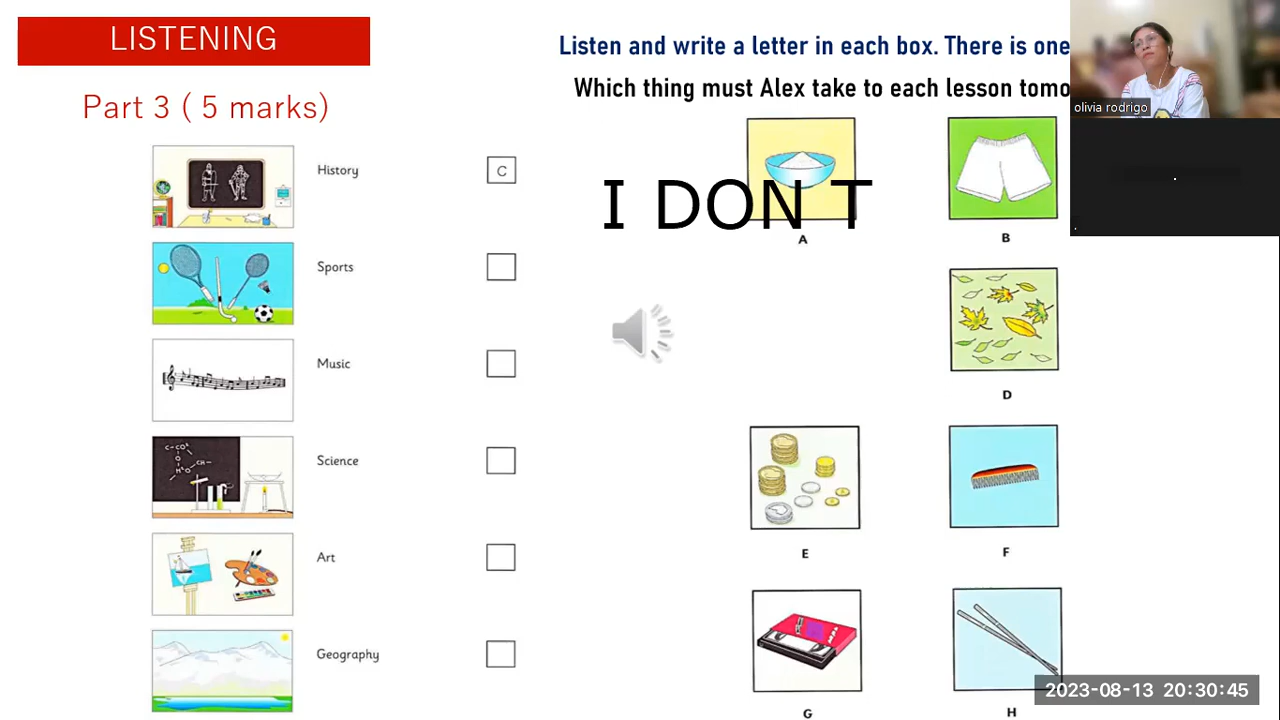 LISTENING
Listen and write a letter in each box. There is one
Part 3 ( 5 marks)
Which thing must Alex take to each lesson tomo
olivia rodrigo
History
C
I DON T
A
B
Sports
Music
D
Science
E
F
Art
Geography
2023-08-13 20:30:45
G
H